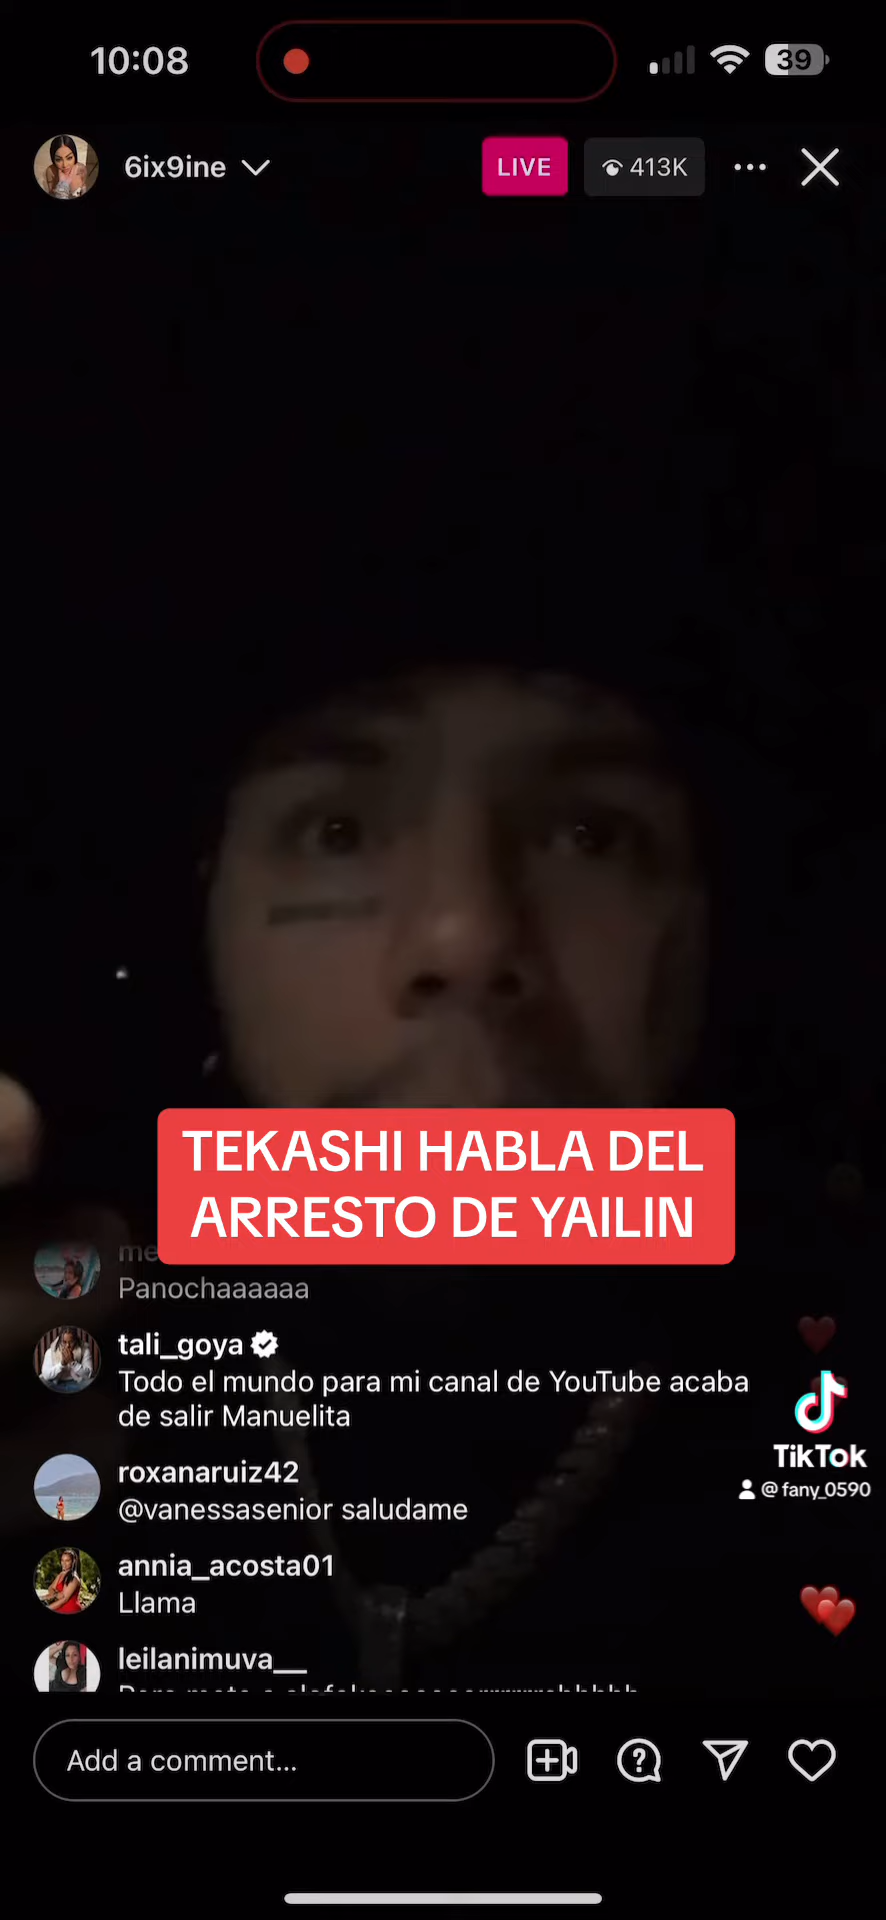 10:08
39
6ix9ine
LIVE
413K
TEKASHI HABLA DEL
ARRESTO DE YAILIN
me
Panochaaaaaa
tali_goya
Todo el mundo para mi canal de YouTube acaba
de salir Manuelita
TikTok
@fany_0590
roxanaruiz42
@vanessasenior saludame
annia_acosta01
Llama
leilanimuva__
Add a comment...